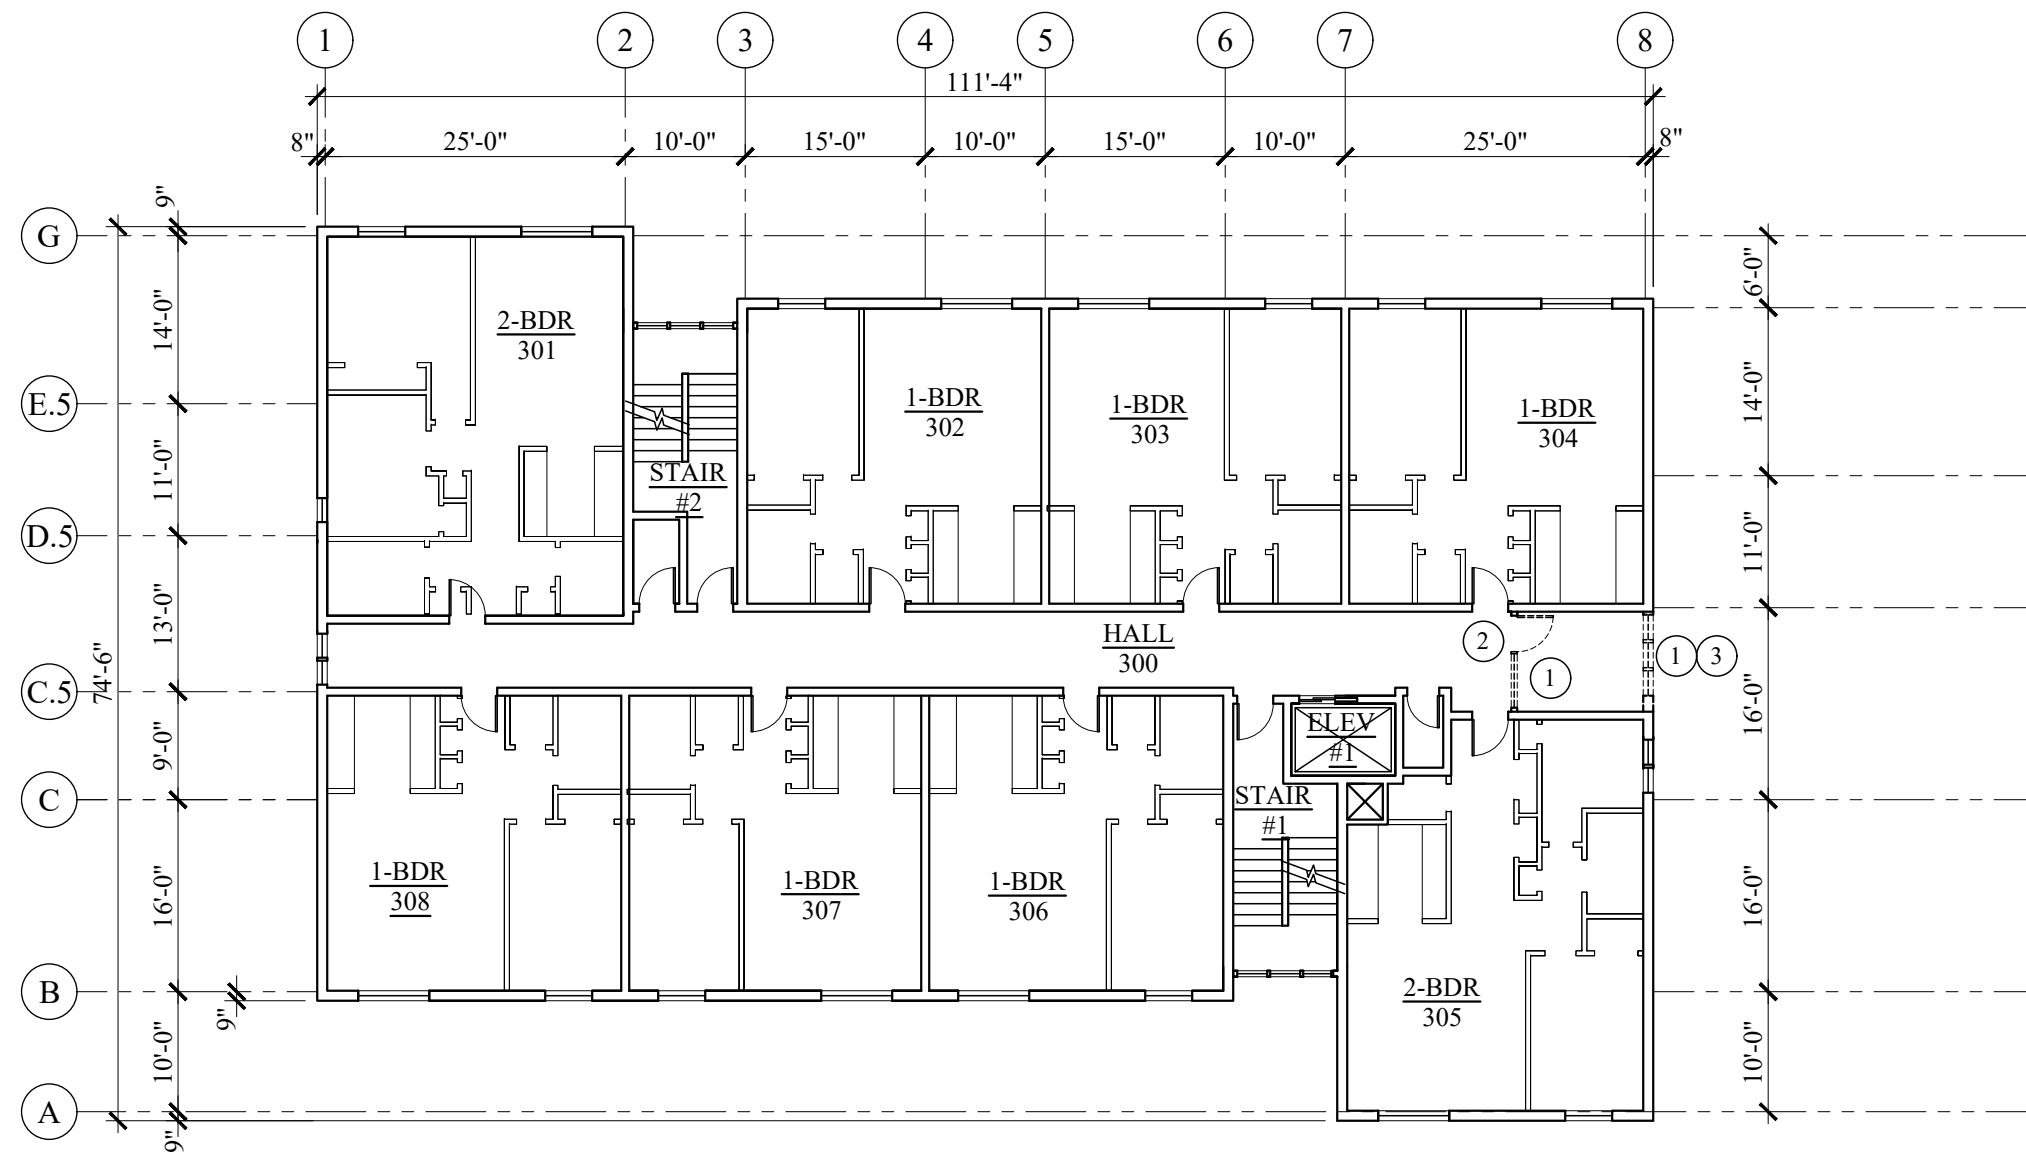 1 2 3 4 5 6 7 8
111'-4"
8" 25'-0" 10'-0" 15'-0" 10'-0" 15'-0" 10'-0" 25'-0" 8"
9"
G
14'-0"
E.5
11'-0"
D.5
13'-0"
74'-6"
C.5
9'-0"
C
16'-0"
B
9"
10'-0"
A
9"
2-BDR
301
STAIR
#2
1-BDR
302
1-BDR
303
1-BDR
304
HALL
300
2
1
1 3
ELEV
#1
STAIR
#1
1-BDR
308
1-BDR
307
1-BDR
306
2-BDR
305
6'-0"
14'-0"
11'-0"
16'-0"
16'-0"
10'-0"